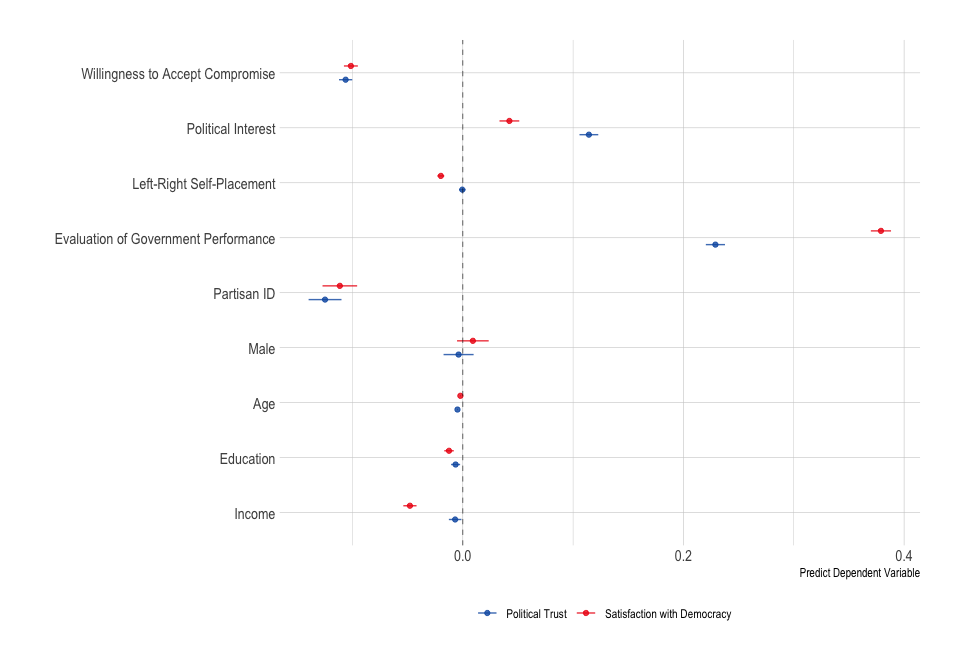 Willingness to Accept Compromise
Political Interest
Left-Right Self-Placement
Evaluation of Government Performance
Partisan ID
Male
Age
Education
Income
0.0 0.2 0.4
Predict Dependent Variable
Political Trust Satisfaction with Democracy